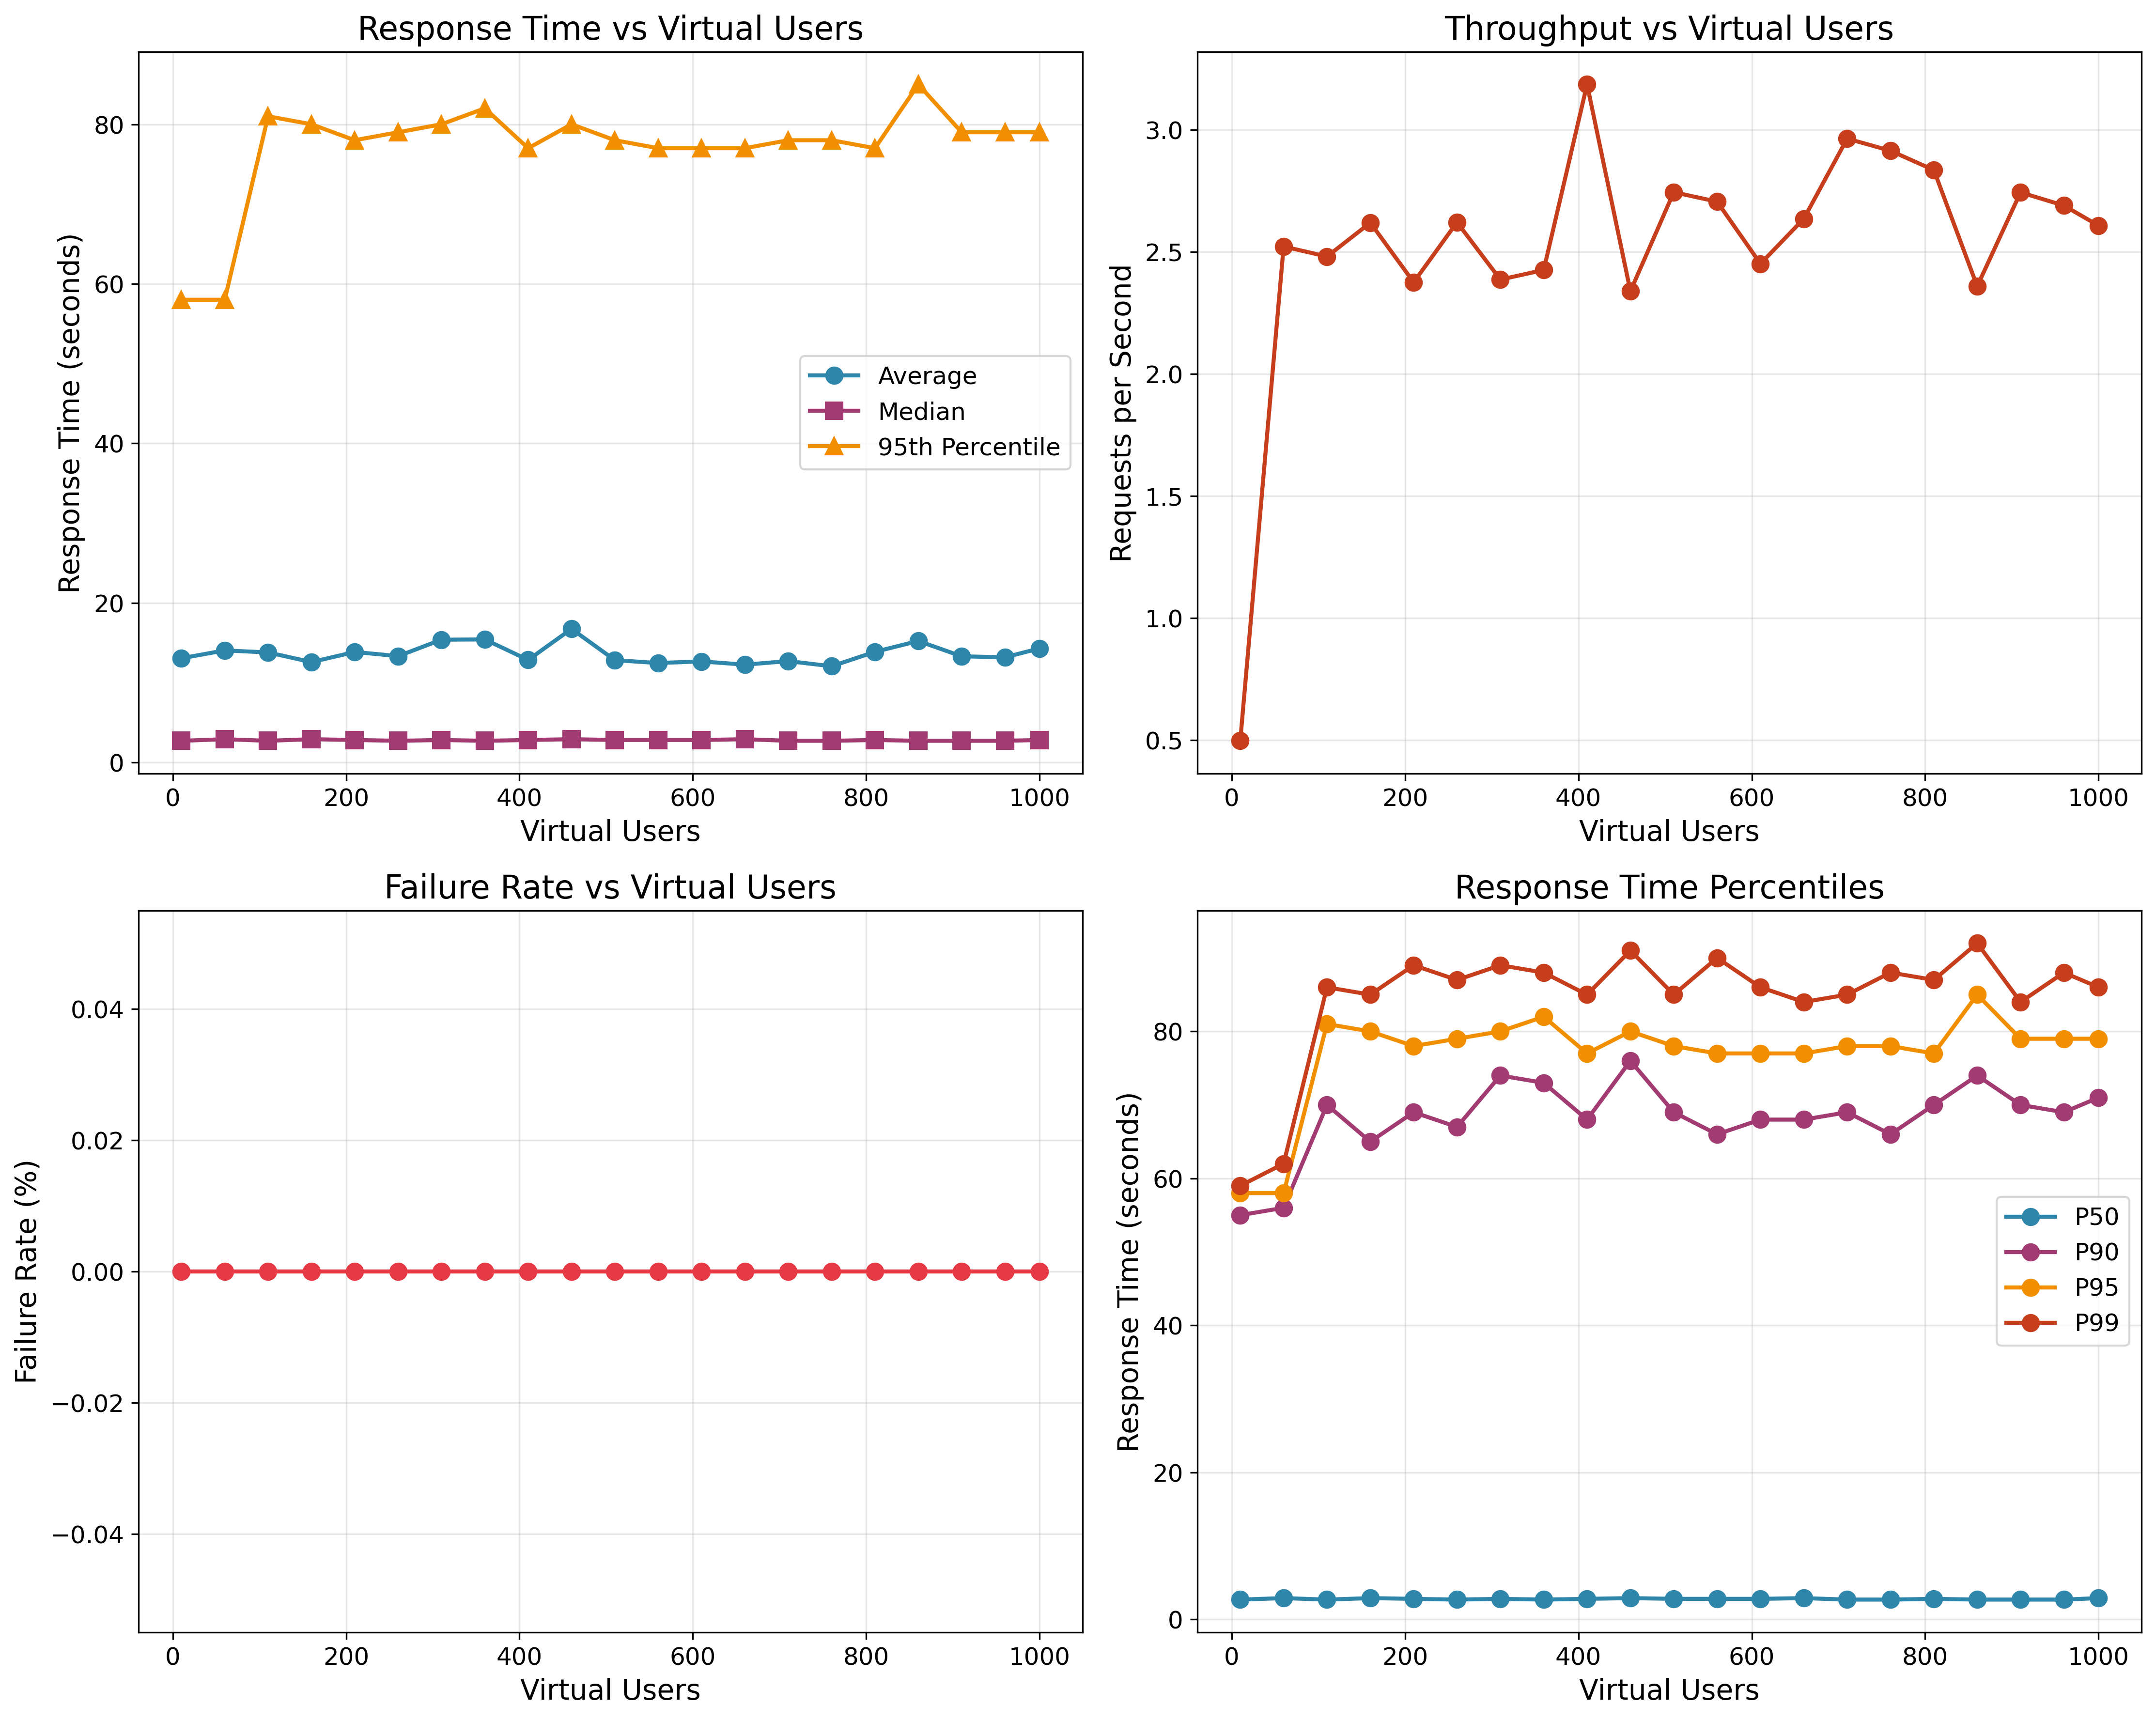 Response Time vs Virtual Users
Response Time (seconds)
80
60
40
20
0
Average
Median
95th Percentile
0 200 400 600 800 1000
Virtual Users
Throughput vs Virtual Users
Requests per Second
3.0
2.5
2.0
1.5
1.0
0.5
0 200 400 600 800 1000
Virtual Users
Failure Rate vs Virtual Users
Failure Rate (%)
0.04
0.02
0.00
−0.02
−0.04
0 200 400 600 800 1000
Virtual Users
Response Time Percentiles
Response Time (seconds)
80
60
40
20
0
P50
P90
P95
P99
0 200 400 600 800 1000
Virtual Users